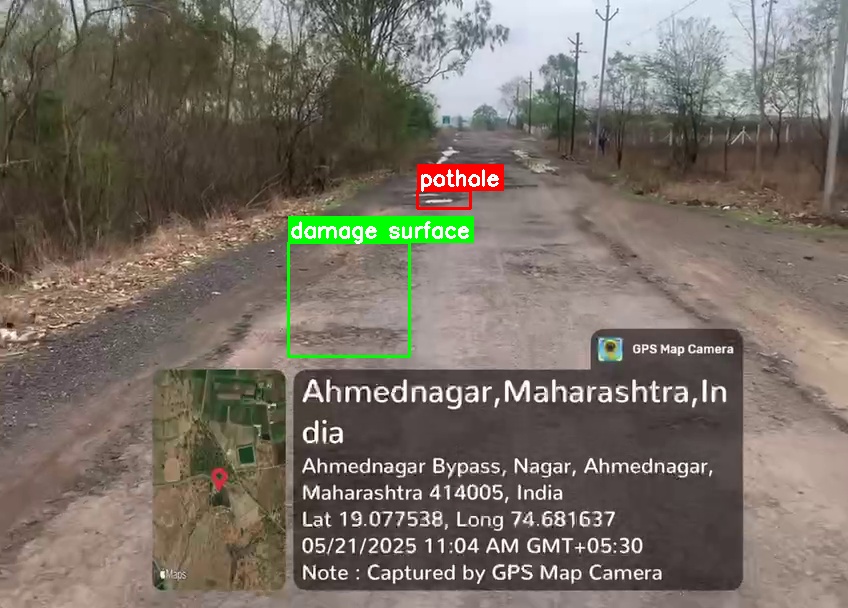 pothole
damage surface
GPS Map Camera
Ahmednagar,Maharashtra,In
dia
Ahmednagar Bypass, Nagar, Ahmednagar,
Maharashtra 414005, India
Lat 19.077538, Long 74.681637
05/21/2025 11:04 AM GMT+05:30
Note : Captured by GPS Map Camera
Maps